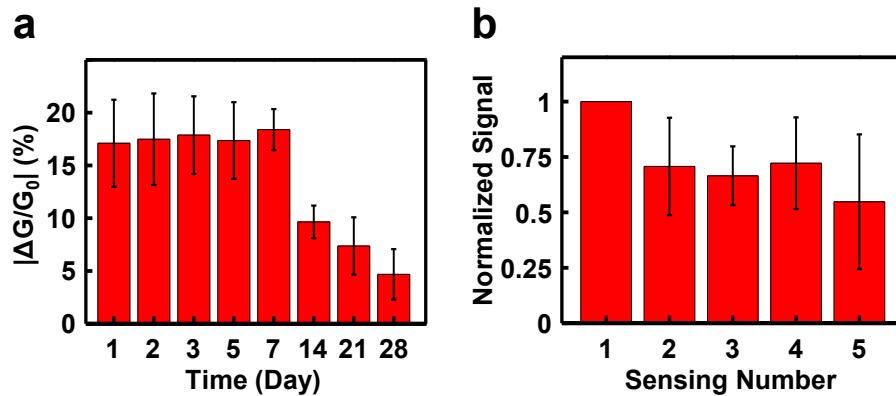 a
|ΔG/G₀| (%)
20
15
10
5
0
1 2 3 5 7 14 21 28
Time (Day)
b
Normalized Signal
1
0.75
0.5
0.25
0
1 2 3 4 5
Sensing Number